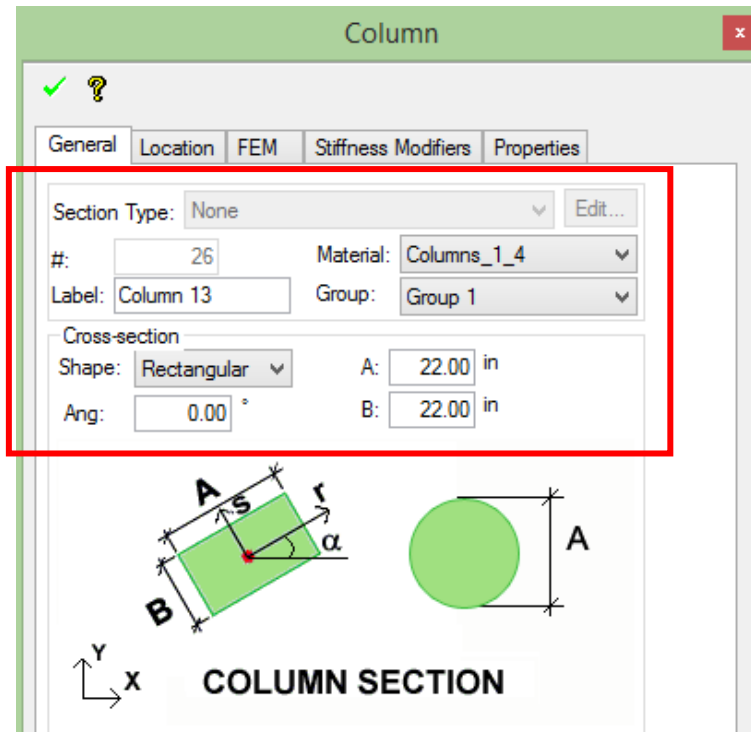 Column
x
General Location FEM Stiffness Modifiers Properties
Section Type: None Edit...
#: 26 Material: Columns_1_4
Label: Column 13 Group: Group 1
Cross-section
Shape: Rectangular A: 22.00 in
Ang: 0.00 ° B: 22.00 in
A s r
α A
B
Y
X COLUMN SECTION